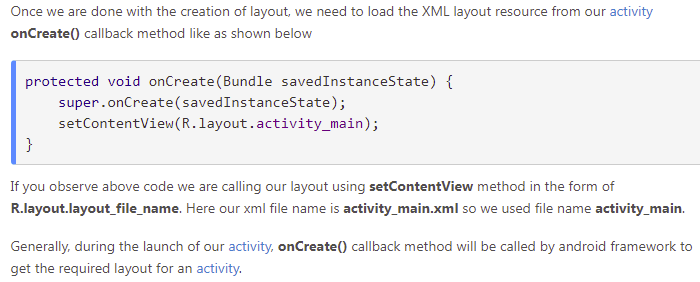 Once we are done with the creation of layout, we need to load the XML layout resource from our activity
onCreate() callback method like as shown below
protected void onCreate(Bundle savedInstanceState) {
    super.onCreate(savedInstanceState);
    setContentView(R.layout.activity_main);
}
If you observe above code we are calling our layout using setContentView method in the form of
R.layout.layout_file_name. Here our xml file name is activity_main.xml so we used file name activity_main.
Generally, during the launch of our activity, onCreate() callback method will be called by android framework to
get the required layout for an activity.